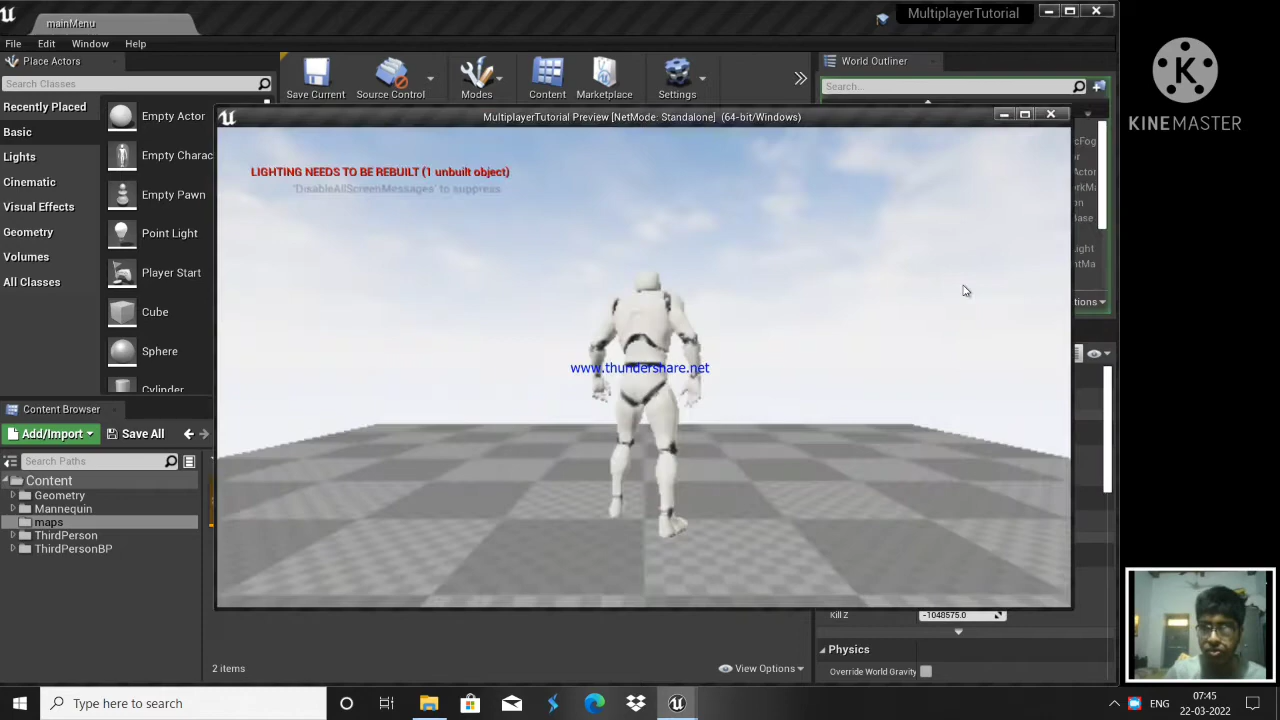 mainMenu
MultiplayerTutorial
File Edit Window Help
Place Actors
Search Classes
Recently Placed
Basic
Lights
Cinematic
Visual Effects
Geometry
Volumes
All Classes
Empty Actor
Empty Charac
Empty Pawn
Point Light
Player Start
Cube
Sphere
Cylinder
Save Current
Source Control
Modes
Content
Marketplace
Settings
World Outliner
Search...
MultiplayerTutorial Preview [NetMode: Standalone] (64-bit/Windows)
LIGHTING NEEDS TO BE REBUILT (1 unbuilt object)
'DisableAllScreenMessages' to suppress
www.thundershare.net
KINEMASTER
Content Browser
Add/Import
Save All
Search Paths
Content
Geometry
Mannequin
maps
ThirdPerson
ThirdPersonBP
2 items
View Options
Kill Z
-1048575.0
Physics
Override World Gravity
Type here to search
ENG
07:45
22-03-2022